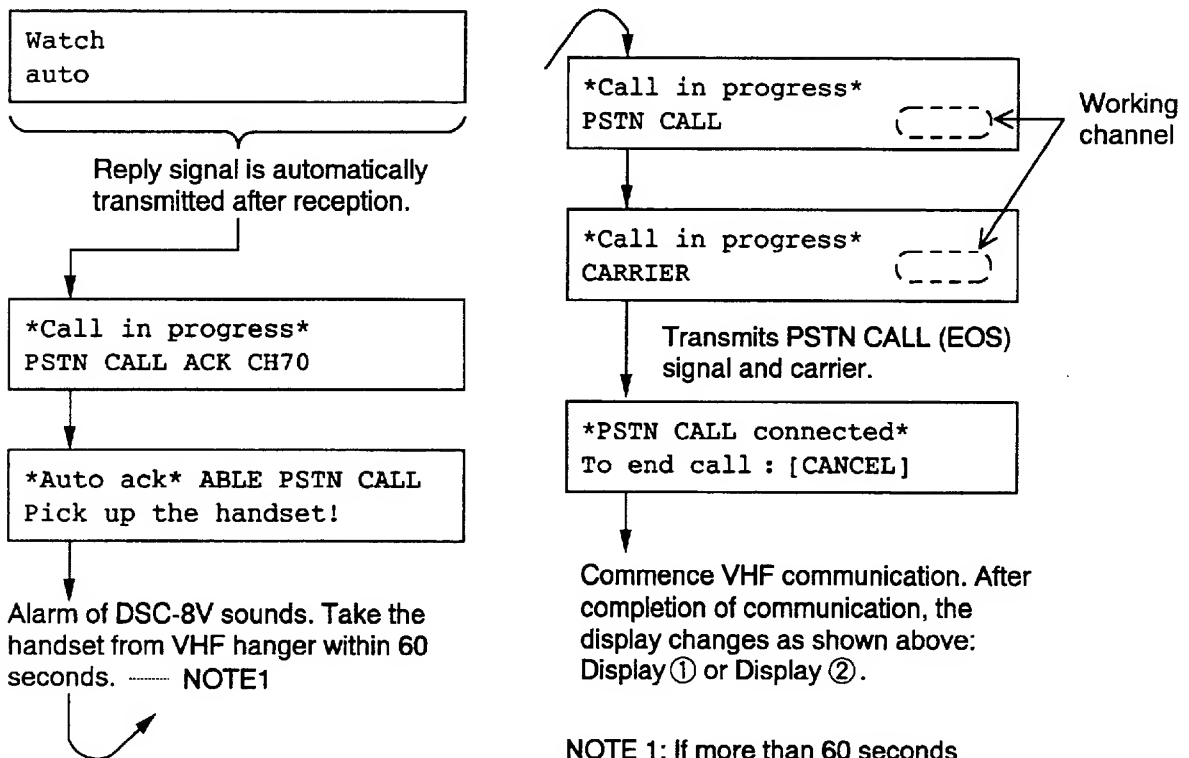 Watch
auto
Reply signal is automatically
transmitted after reception.
*Call in progress*
PSTN CALL ACK CH70
*Auto ack* ABLE PSTN CALL
Pick up the handset!
Alarm of DSC-8V sounds. Take the
handset from VHF hanger within 60
seconds. ------- NOTE1
*Call in progress*
PSTN CALL
Working
channel
*Call in progress*
CARRIER
Transmits PSTN CALL (EOS)
signal and carrier.
*PSTN CALL connected*
To end call : [CANCEL]
Commence VHF communication. After
completion of communication, the
display changes as shown above:
Display ① or Display ②.
NOTE 1: If more than 60 seconds